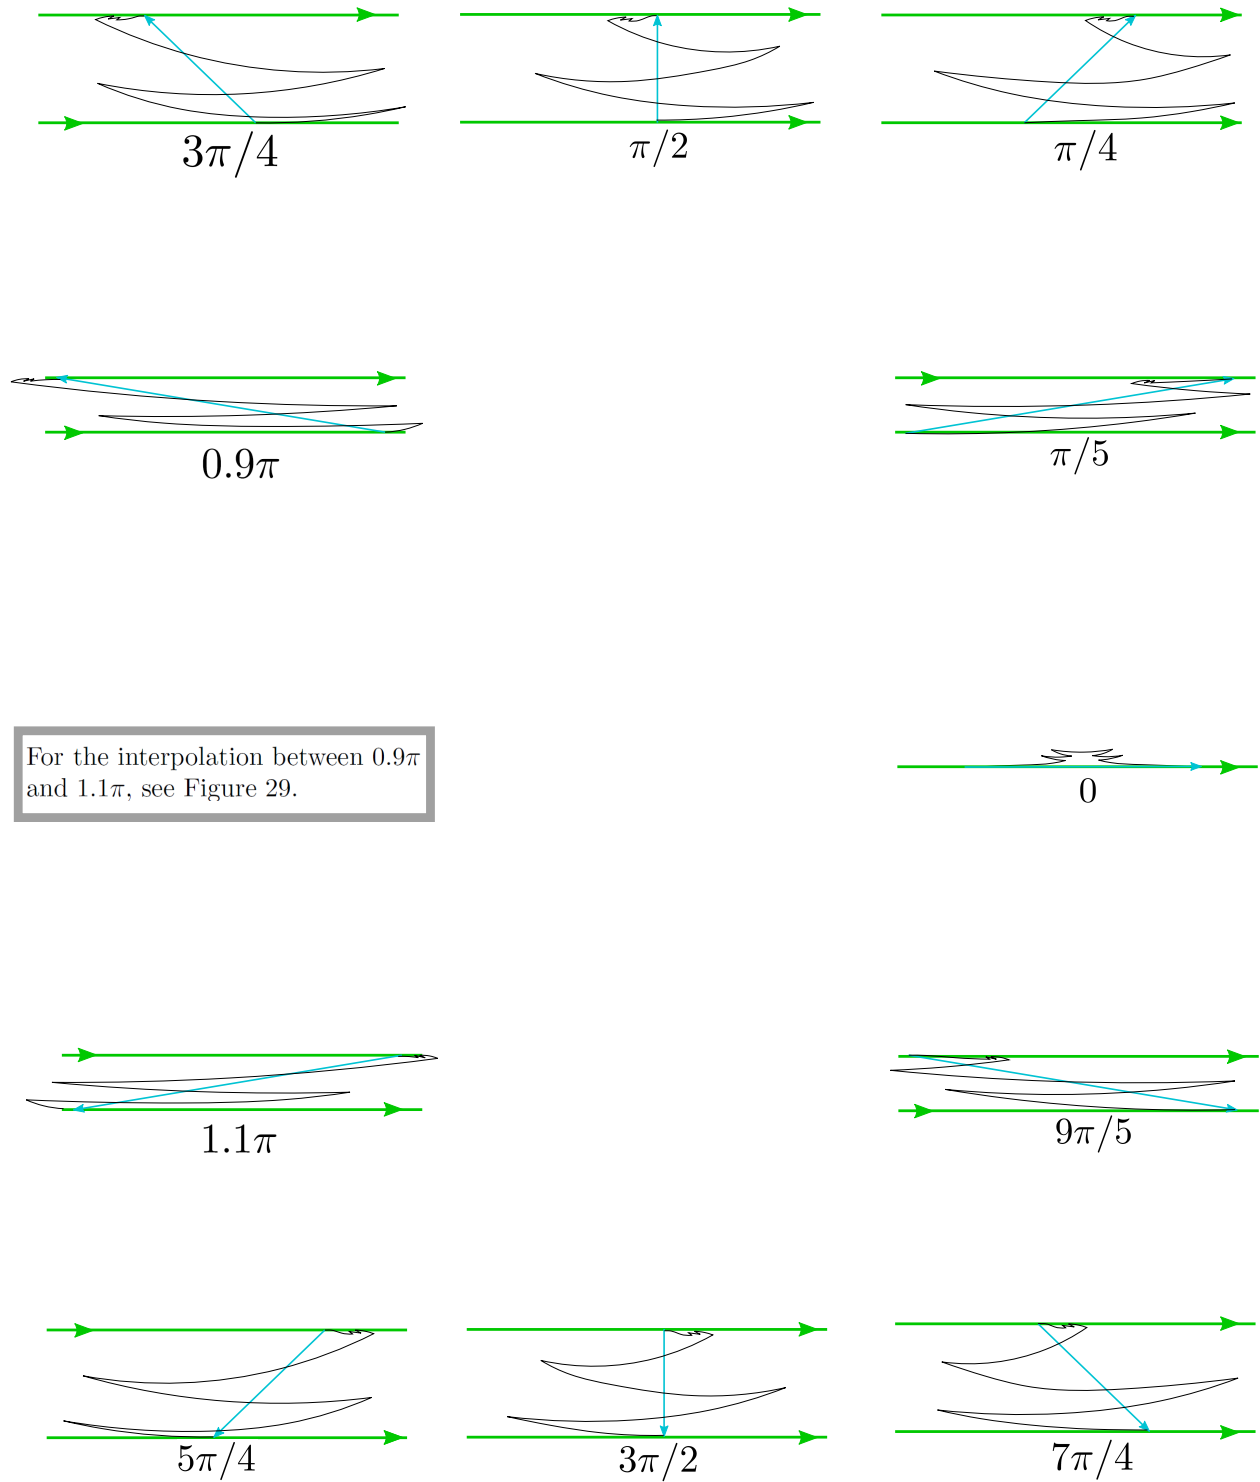 3π/4
π/2
π/4
0.9π
π/5
For the interpolation between 0.9π
and 1.1π, see Figure 29.
0
1.1π
9π/5
5π/4
3π/2
7π/4